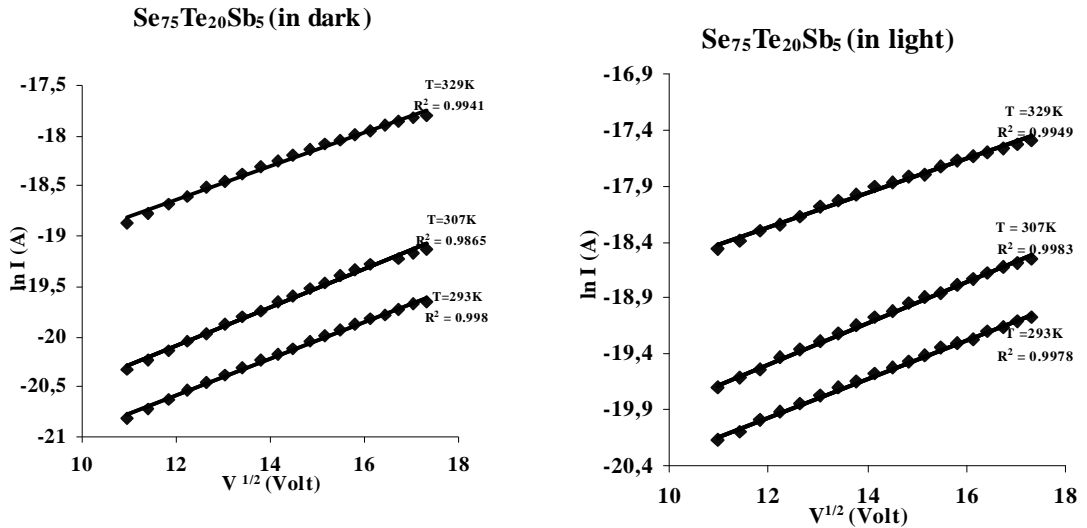 Se75Te20Sb5 (in dark)
-17,5
-18
-18,5
-19
-19,5
-20
-20,5
-21
ln I (A)
T=329K
R² = 0.9941
T=307K
R² = 0.9865
T=293K
R² = 0.998
10 12 14 16 18
V 1/2 (Volt)
Se75Te20Sb5 (in light)
-16,9
-17,4
-17,9
-18,4
-18,9
-19,4
-19,9
-20,4
ln I (A)
T =329K
R² = 0.9949
T = 307K
R² = 0.9983
T =293K
R² = 0.9978
10 12 14 16 18
V1/2 (Volt)